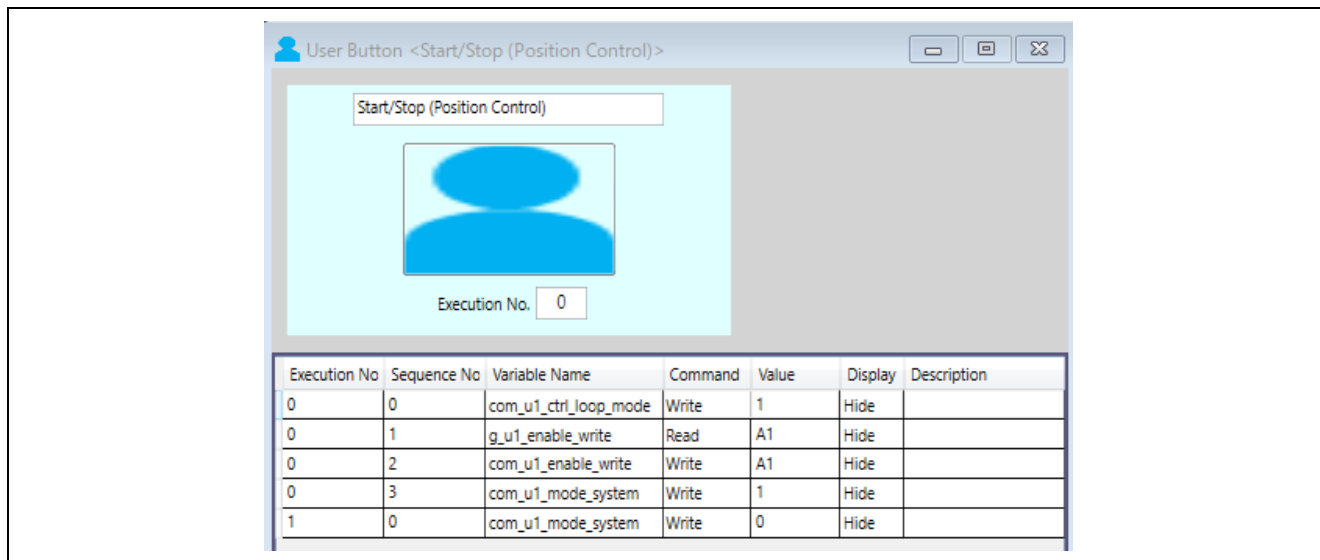 User Button <Start/Stop (Position Control)>
Start/Stop (Position Control)
Execution No. 0
Execution No Sequence No Variable Name Command Value Display Description
0 0 com_u1_ctrl_loop_mode Write 1 Hide
0 1 g_u1_enable_write Read A1 Hide
0 2 com_u1_enable_write Write A1 Hide
0 3 com_u1_mode_system Write 1 Hide
1 0 com_u1_mode_system Write 0 Hide